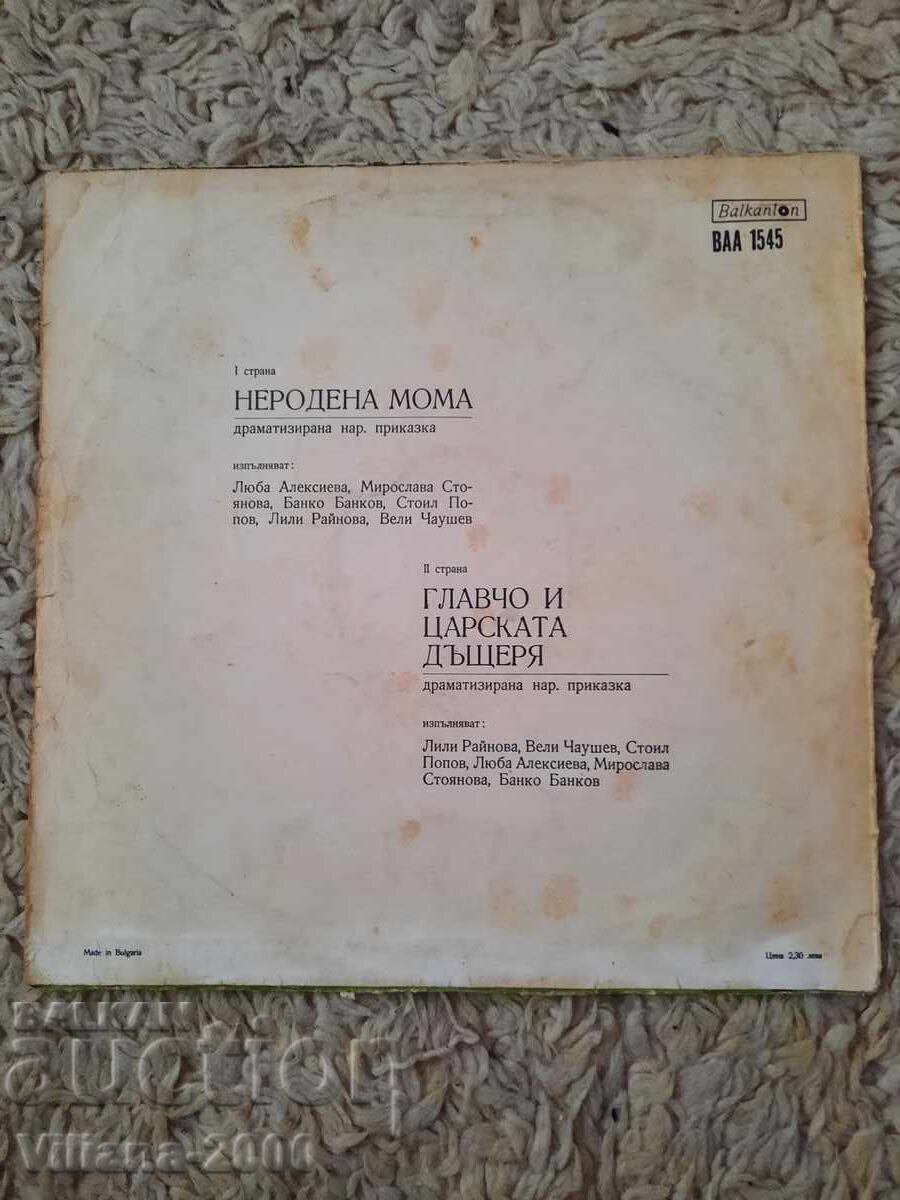 Balkanton
ВАА 1545
I страна
НЕРОДЕНА МОМА
драматизирана нар. приказка
изпълняват:
Люба Алексиева, Мирослава Сто-
янова, Банко Банков, Стоил По-
пов, Лили Райнова, Вели Чаушев
II страна
ГЛАВЧО И
ЦАРСКАТА
ДЪЩЕРЯ
драматизирана нар. приказка
изпълняват:
Лили Райнова, Вели Чаушев, Стоил
Попов, Люба Алексиева, Мирослава
Стоянова, Банко Банков
Made in Bulgaria
Цена 2,30 лева
BALKAN
auction
Viliana-2000